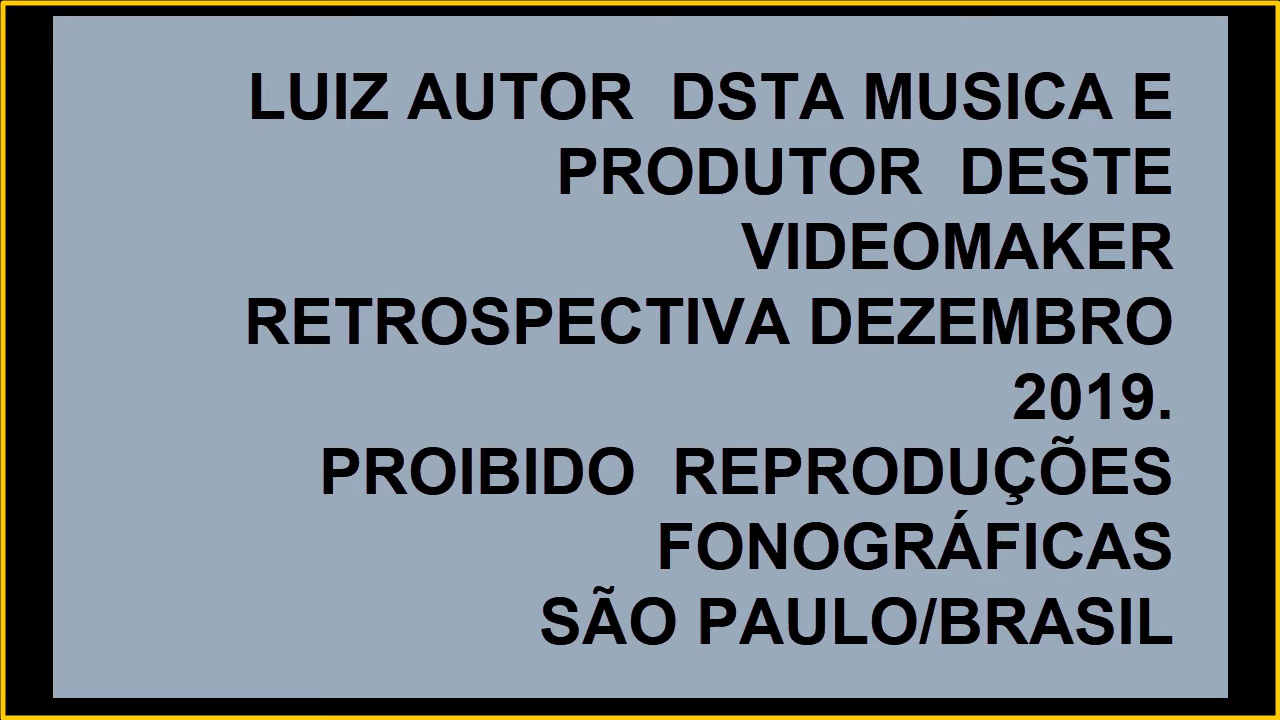 LUIZ AUTOR  DSTA MUSICA E
PRODUTOR  DESTE
VIDEOMAKER
RETROSPECTIVA DEZEMBRO
2019.
PROIBIDO  REPRODUÇÕES
FONOGRÁFICAS
SÃO PAULO/BRASIL